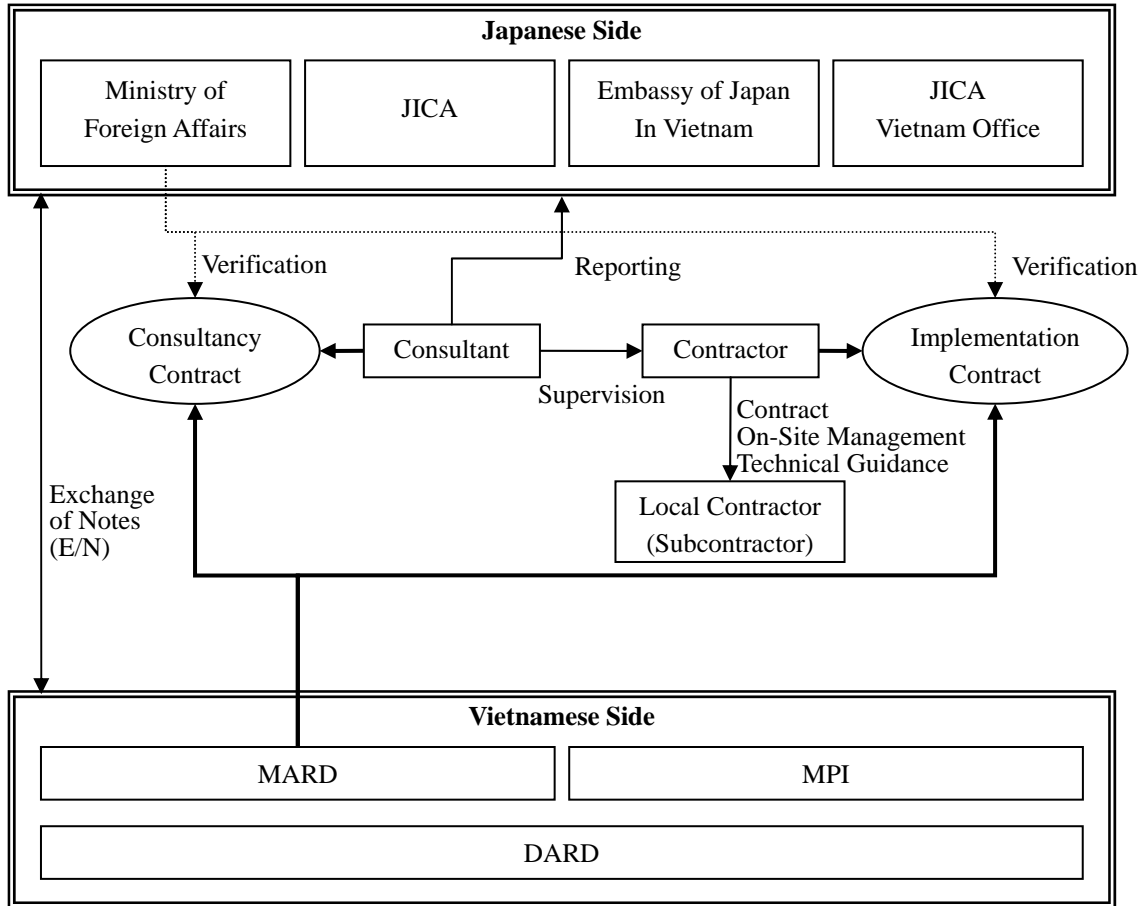 Japanese Side
Ministry of
Foreign Affairs
JICA
Embassy of Japan
In Vietnam
JICA
Vietnam Office
Verification
Reporting
Verification
Consultancy
Contract
Consultant
Contractor
Implementation
Contract
Supervision
Contract
On-Site Management
Technical Guidance
Exchange
of Notes
(E/N)
Local Contractor
(Subcontractor)
Vietnamese Side
MARD
MPI
DARD